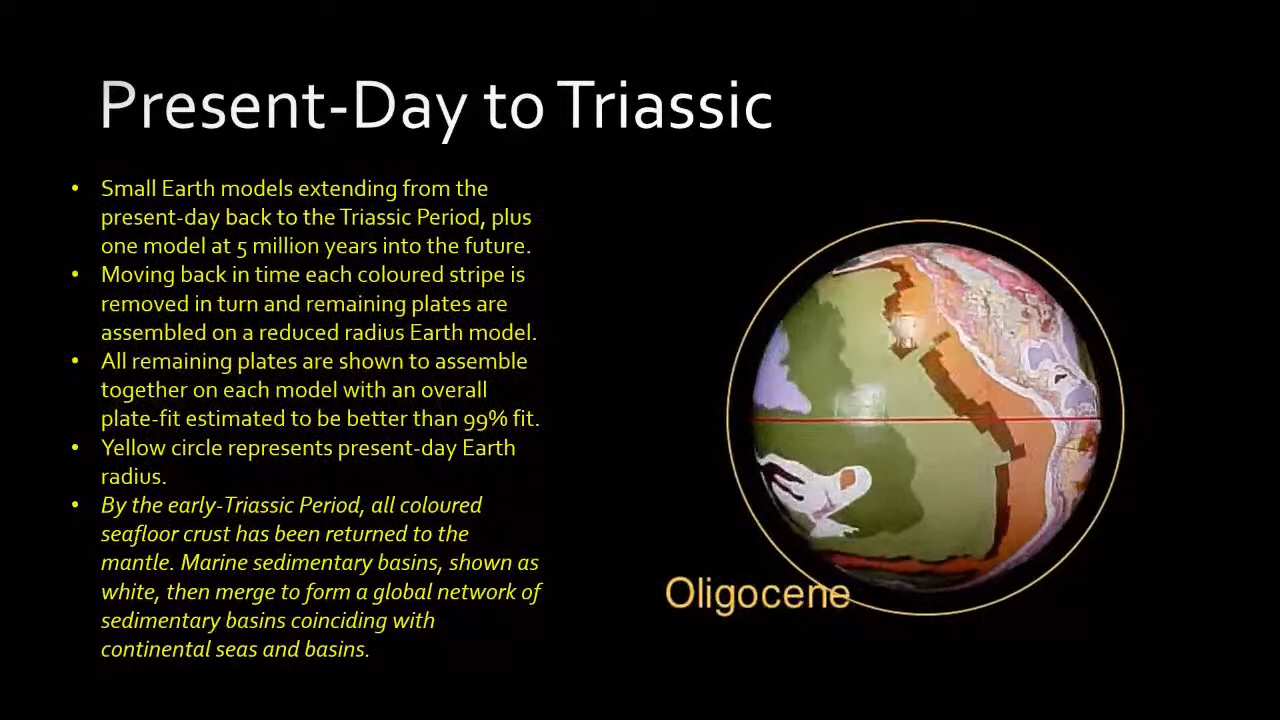 Present-Day to Triassic
• Small Earth models extending from the
present-day back to the Triassic Period, plus
one model at 5 million years into the future.
• Moving back in time each coloured stripe is
removed in turn and remaining plates are
assembled on a reduced radius Earth model.
• All remaining plates are shown to assemble
together on each model with an overall
plate-fit estimated to be better than 99% fit.
• Yellow circle represents present-day Earth
radius.
• By the early-Triassic Period, all coloured
seafloor crust has been returned to the
mantle. Marine sedimentary basins, shown as
white, then merge to form a global network of
sedimentary basins coinciding with
continental seas and basins.
Oligocene